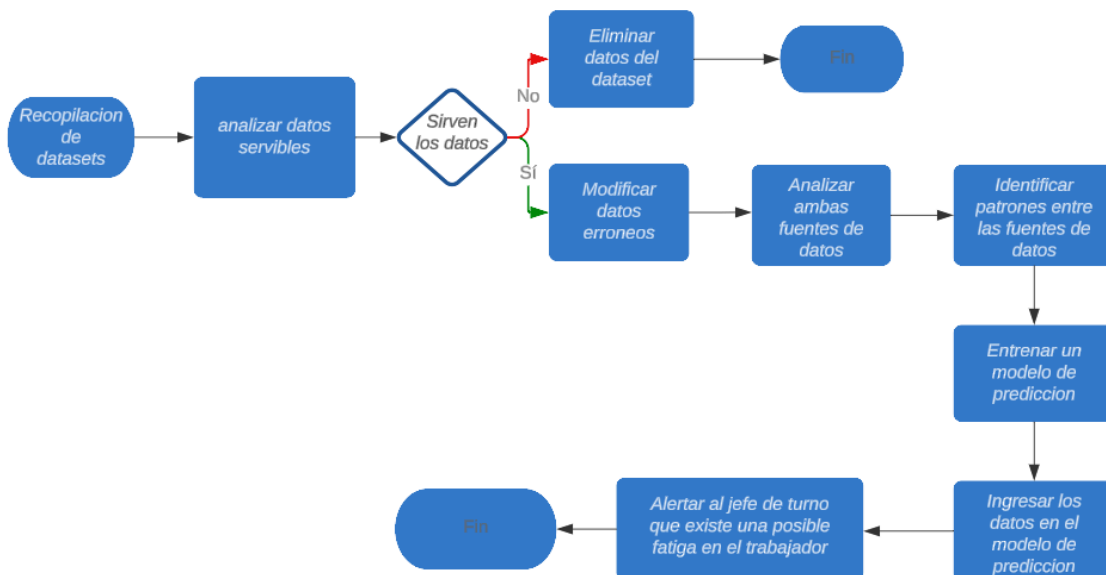 Recopilacion
de
datasets
analizar datos
servibles
Sirven
los datos
No
Eliminar
datos del
dataset
Fin
Sí
Modificar
datos
erroneos
Analizar
ambas
fuentes de
datos
Identificar
patrones entre
las fuentes de
datos
Entrenar un
modelo de
prediccion
Ingresar los
datos en el
modelo de
prediccion
Alertar al jefe de turno
que existe una posible
fatiga en el trabajador
Fin